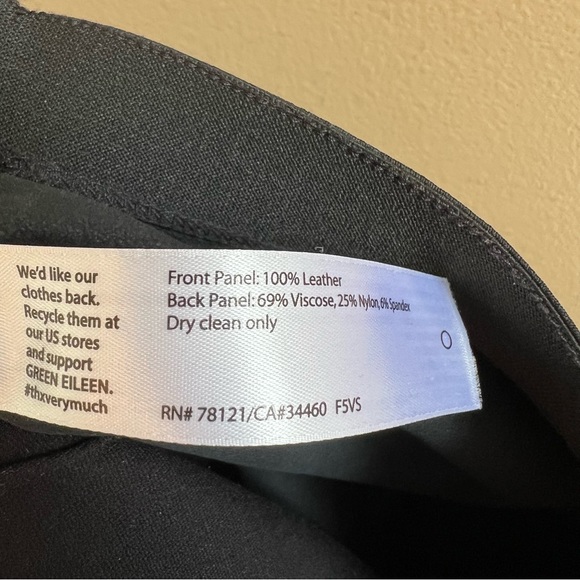 We'd like our
clothes back.
Recycle them at
our US stores
and support
GREEN EILEEN.
#thxverymuch
Front Panel: 100% Leather
Back Panel: 69% Viscose, 25% Nylon, 6% Spandex
Dry clean only
RN# 78121/CA#34460 F5VS